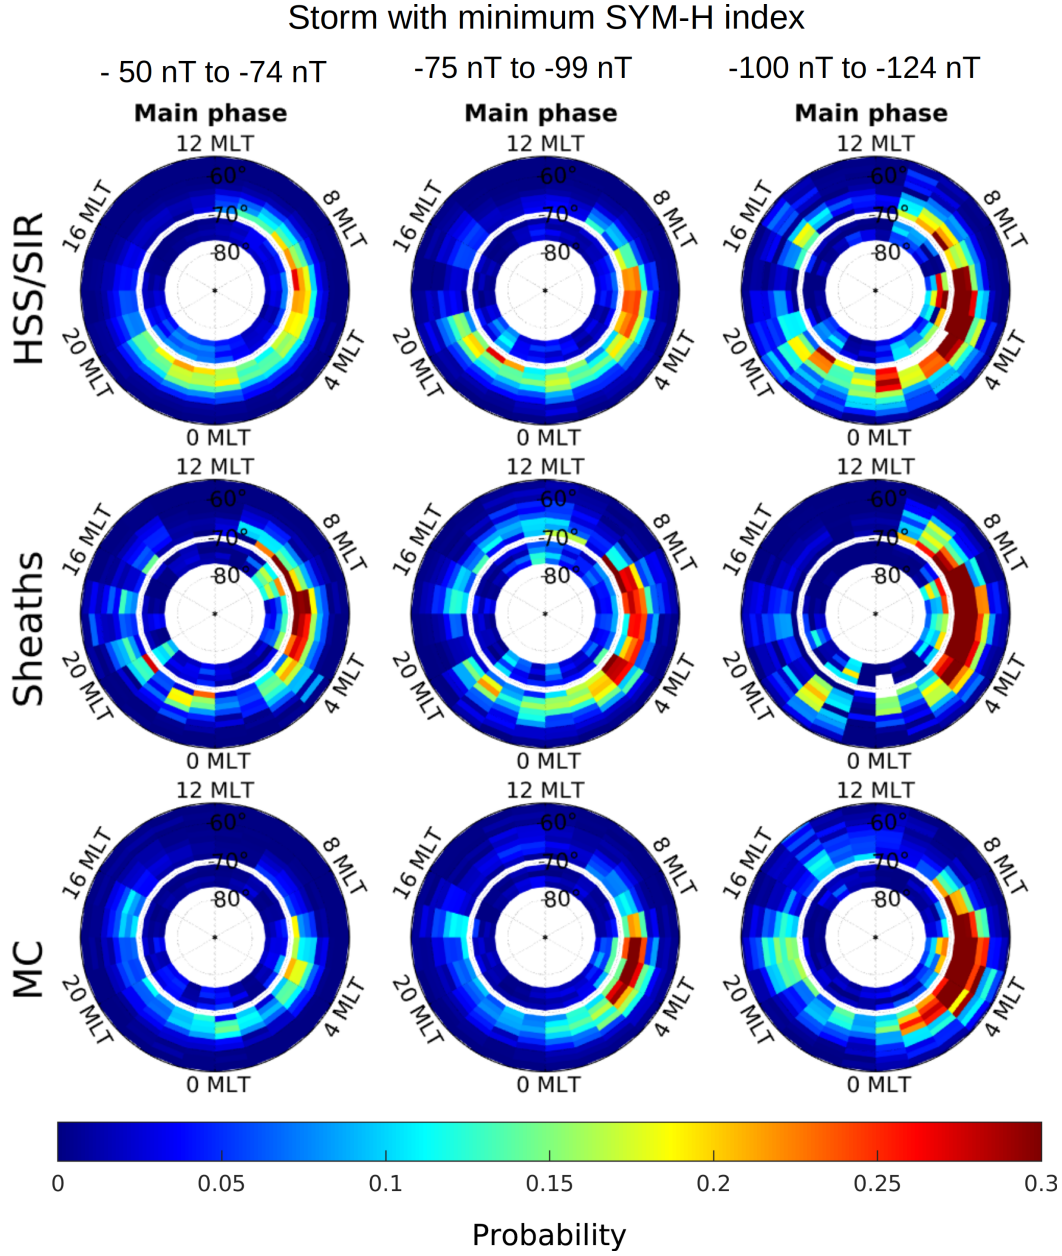 Storm with minimum SYM-H index
- 50 nT to -74 nT -75 nT to -99 nT -100 nT to -124 nT
Main phase Main phase Main phase
12 MLT 12 MLT 12 MLT
HSS/SIR
16 MLT -60° -70° -80° 8 MLT 16 MLT -60° -70° -80° 8 MLT 16 MLT -60° -70° -80° 8 MLT
20 MLT 4 MLT 20 MLT 4 MLT 20 MLT 4 MLT
0 MLT 0 MLT 0 MLT
12 MLT 12 MLT 12 MLT
Sheaths
16 MLT -60° -70° -80° 8 MLT 16 MLT -60° -70° -80° 8 MLT 16 MLT -60° -70° -80° 8 MLT
20 MLT 4 MLT 20 MLT 4 MLT 20 MLT 4 MLT
0 MLT 0 MLT 0 MLT
12 MLT 12 MLT 12 MLT
MC
16 MLT -60° -70° -80° 8 MLT 16 MLT -60° -70° -80° 8 MLT 16 MLT -60° -70° -80° 8 MLT
20 MLT 4 MLT 20 MLT 4 MLT 20 MLT 4 MLT
0 MLT 0 MLT 0 MLT
0 0.05 0.1 0.15 0.2 0.25 0.3
Probability